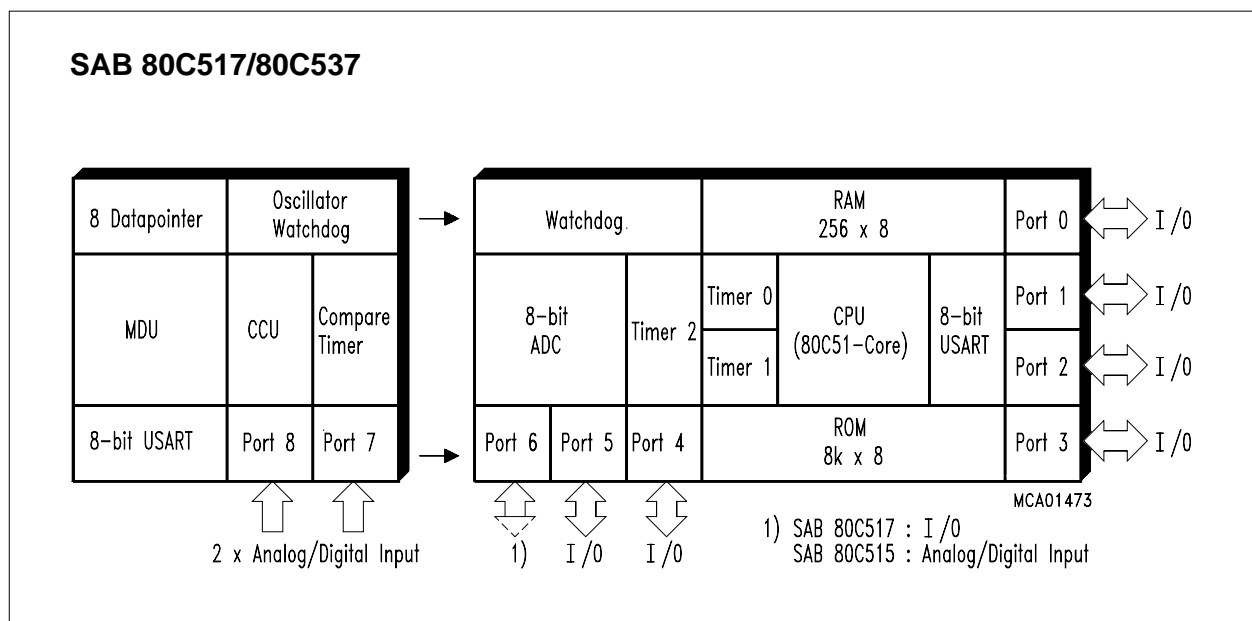 SAB 80C517/80C537
8 Datapointer
Oscillator
Watchdog
MDU
CCU
Compare
Timer
8-bit USART
Port 8
Port 7
2 x Analog/Digital Input
Watchdog
RAM
256 x 8
Port 0
I/0
8-bit
ADC
Timer 2
Timer 0
Timer 1
CPU
(80C51-Core)
8-bit
USART
Port 1
I/0
Port 2
I/0
Port 6
Port 5
Port 4
ROM
8k x 8
Port 3
I/0
MCA01473
1)
I/0
I/0
1) SAB 80C517 : I/0
SAB 80C515 : Analog/Digital Input